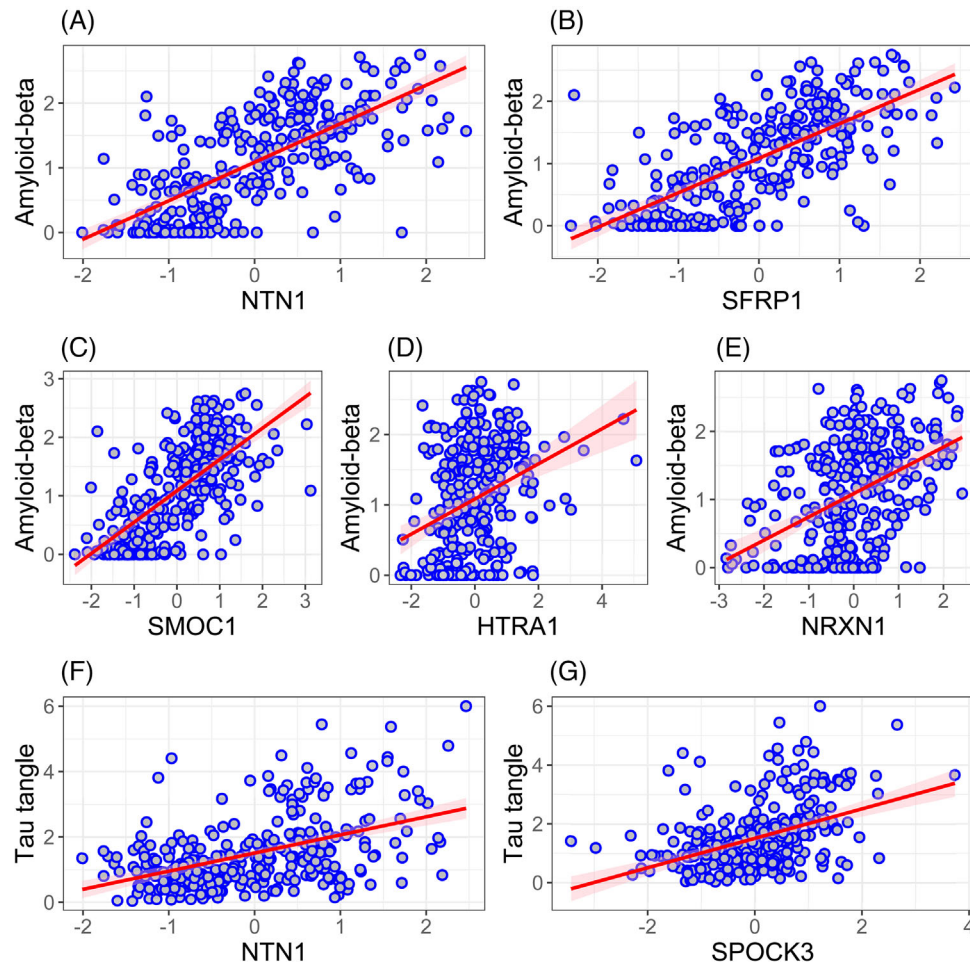 (A)
Amyloid-beta
2
1
0
-2
-1
0
1
2
NTN1
(B)
Amyloid-beta
2
1
0
-2
-1
0
1
2
SFRP1
(C)
Amyloid-beta
3
2
1
0
-2
-1
0
1
2
3
SMOC1
(D)
Amyloid-beta
2
1
0
-2
0
2
4
HTRA1
(E)
Amyloid-beta
2
1
0
-3
-2
-1
0
1
2
NRXN1
(F)
Tau tangle
6
4
2
0
-2
-1
0
1
2
NTN1
(G)
Tau tangle
6
4
2
0
-2
0
2
4
SPOCK3